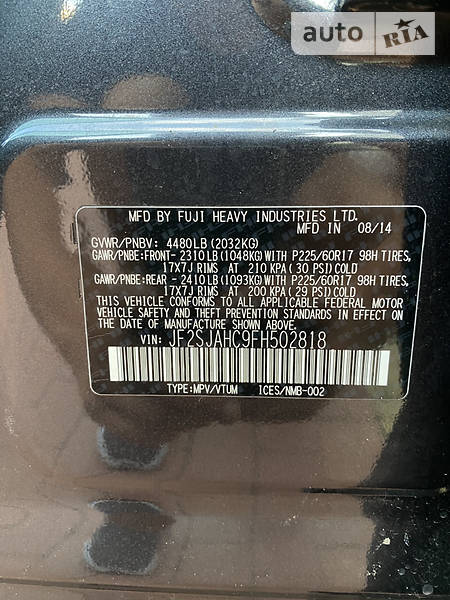 auto RIA
MFD BY FUJI HEAVY INDUSTRIES LTD.
MFD IN 08/14
GVWR/PNBV: 4480LB(2032KG)
GAWR/PNBE:FRONT- 2310LB(1048KG)WITH P225/60R17 98H TIRES,
17X7J RIMS AT 210 KPA(30 PSI)COLD
GAWR/PNBE:REAR - 2410LB(1093KG)WITH P225/60R17 98H TIRES,
17X7J RIMS AT 200 KPA(29 PSI)COLD
THIS VEHICLE CONFORMS TO ALL APPLICABLE FEDERAL MOTOR
VEHICLE SAFETY AND THEFT PREVENTION STANDARDS IN EFFECT
ON THE DATE OF MANUFACTURE SHOWN ABOVE.
VIN: JF2SJAHC9FH502818
TYPE:MPV/VTUM ICES/NMB-002